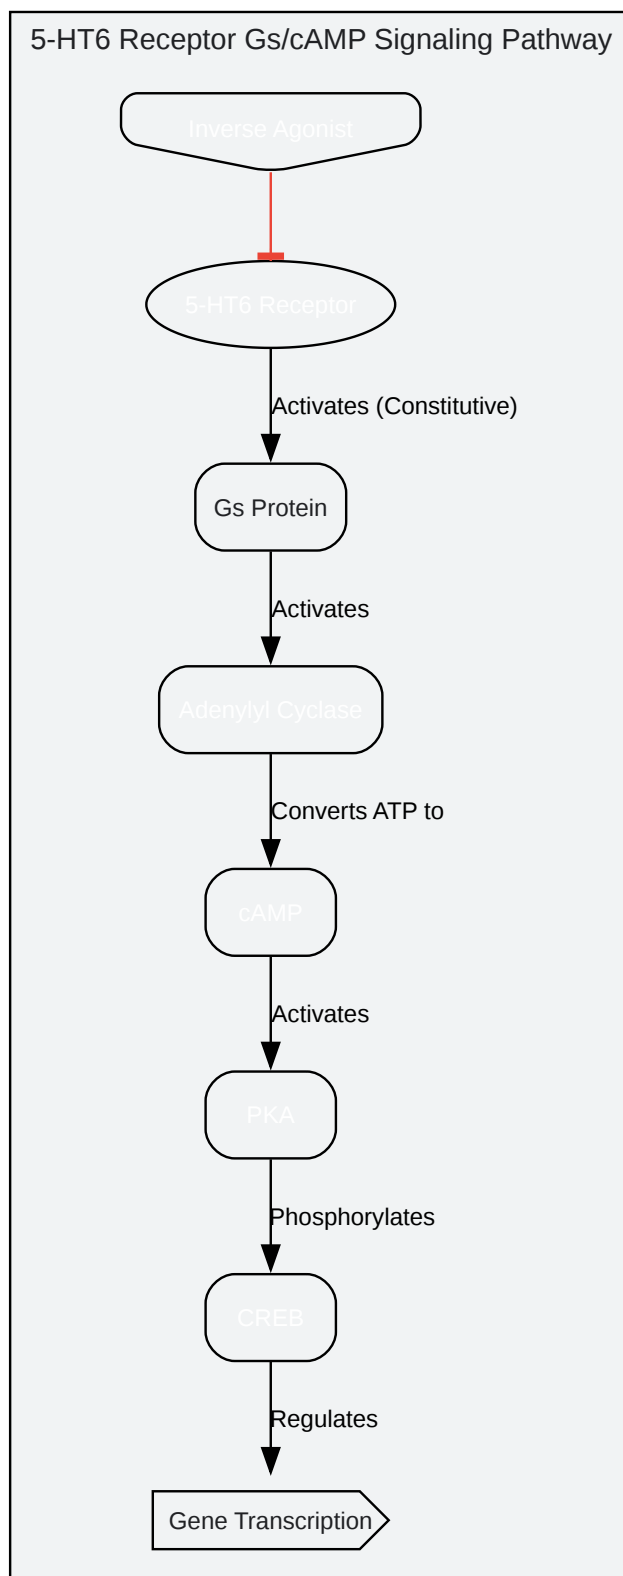 5-HT6 Receptor Gs/cAMP Signaling Pathway
Inverse Agonist
5-HT6 Receptor
Activates (Constitutive)
Gs Protein
Activates
Adenylyl Cyclase
Converts ATP to
cAMP
Activates
PKA
Phosphorylates
CREB
Regulates
Gene Transcription